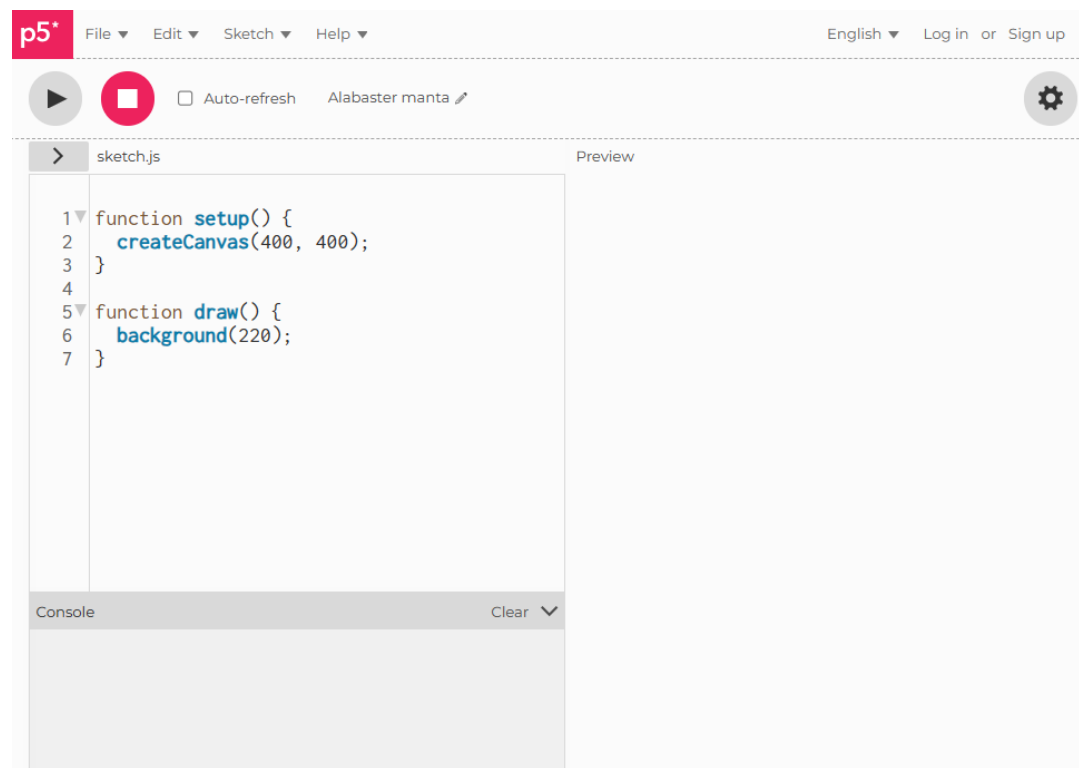 p5* File Edit Sketch Help English Log in or Sign up
Auto-refresh Alabaster manta
sketch.js Preview
1 function setup() {
2   createCanvas(400, 400);
3 }
4
5 function draw() {
6   background(220);
7 }
Console Clear